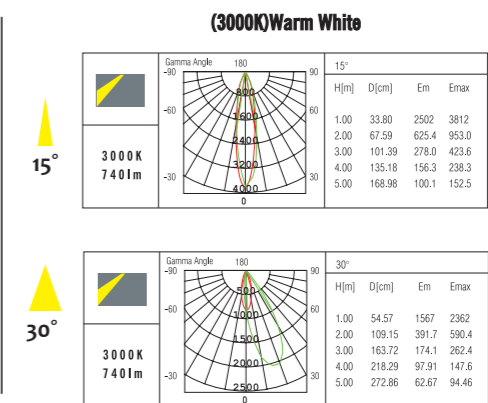 (3000K)Warm White
15°
3000K
740lm
Gamma Angle 180
-90 90
800
-60 60
1600
2400
3200
-30 30
4000
0
15°
H[m] D[cm] Em Emax
1.00 33.80 2502 3812
2.00 67.59 625.4 953.0
3.00 101.39 278.0 423.6
4.00 135.18 156.3 238.3
5.00 168.98 100.1 152.5
30°
3000K
740lm
Gamma Angle 180
-90 90
500
-60 60
1000
1500
2000
-30 30
2500
0
30°
H[m] D[cm] Em Emax
1.00 54.57 1567 2362
2.00 109.15 391.7 590.4
3.00 163.72 174.1 262.4
4.00 218.29 97.91 147.6
5.00 272.86 62.67 94.46